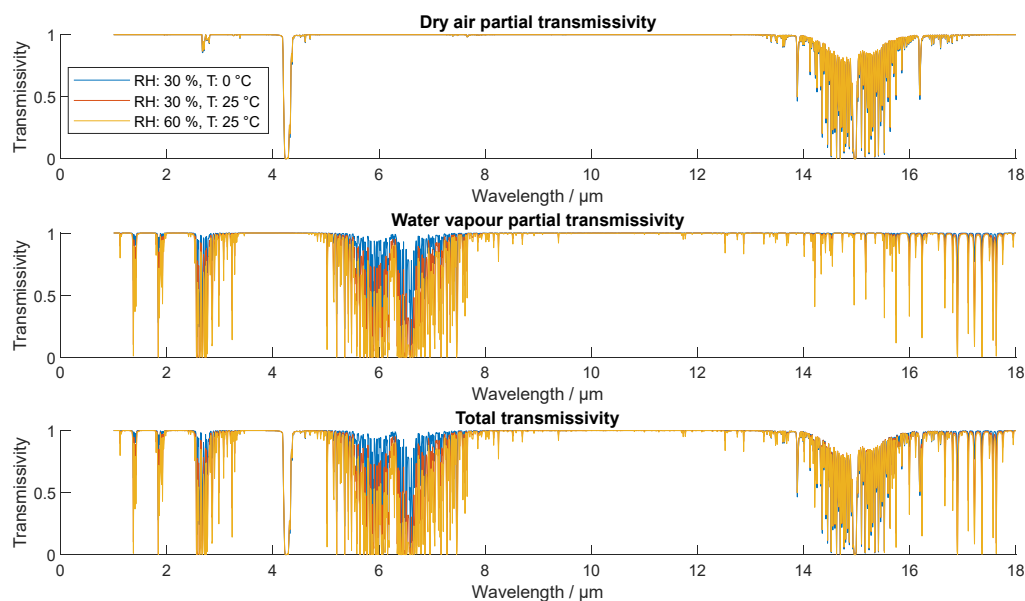 Dry air partial transmissivity
1
0.5
0
Transmissivity
RH: 30 %, T: 0 °C
RH: 30 %, T: 25 °C
RH: 60 %, T: 25 °C
0 2 4 6 8 10 12 14 16 18
Wavelength / μm
Water vapour partial transmissivity
1
0.5
0
Transmissivity
0 2 4 6 8 10 12 14 16 18
Wavelength / μm
Total transmissivity
1
0.5
0
Transmissivity
0 2 4 6 8 10 12 14 16 18
Wavelength / μm